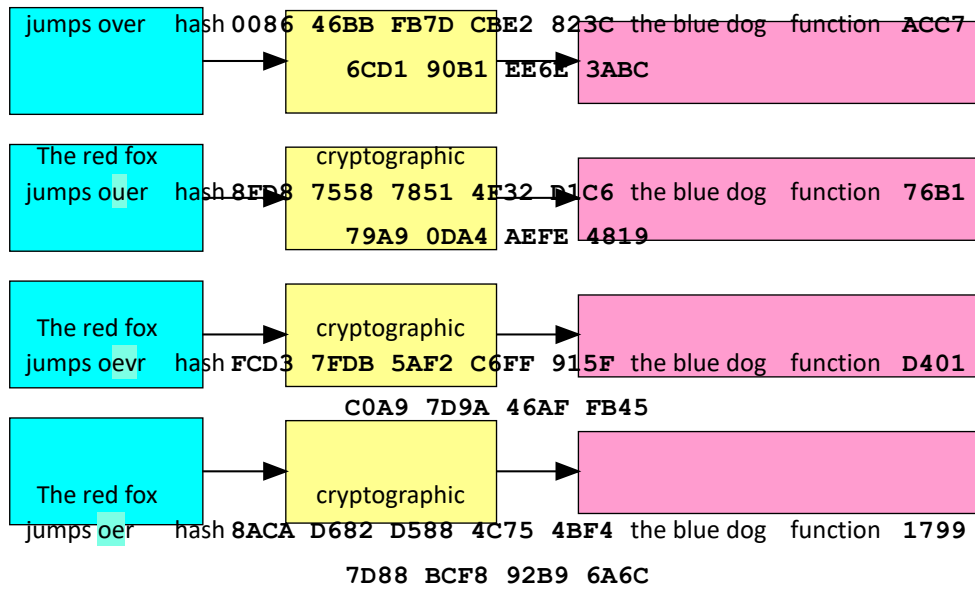 jumps over hash 0086 46BB FB7D CBE2 823C the blue dog function ACC7
6CD1 90B1 EE6E 3ABC
The red fox cryptographic
jumps ouer hash 8FD8 7558 7851 4F32 D1C6 the blue dog function 76B1
79A9 0DA4 AEFE 4819
The red fox cryptographic
jumps oevr hash FCD3 7FDB 5AF2 C6FF 915F the blue dog function D401
C0A9 7D9A 46AF FB45
The red fox cryptographic
jumps oer hash 8ACA D682 D588 4C75 4BF4 the blue dog function 1799
7D88 BCF8 92B9 6A6C